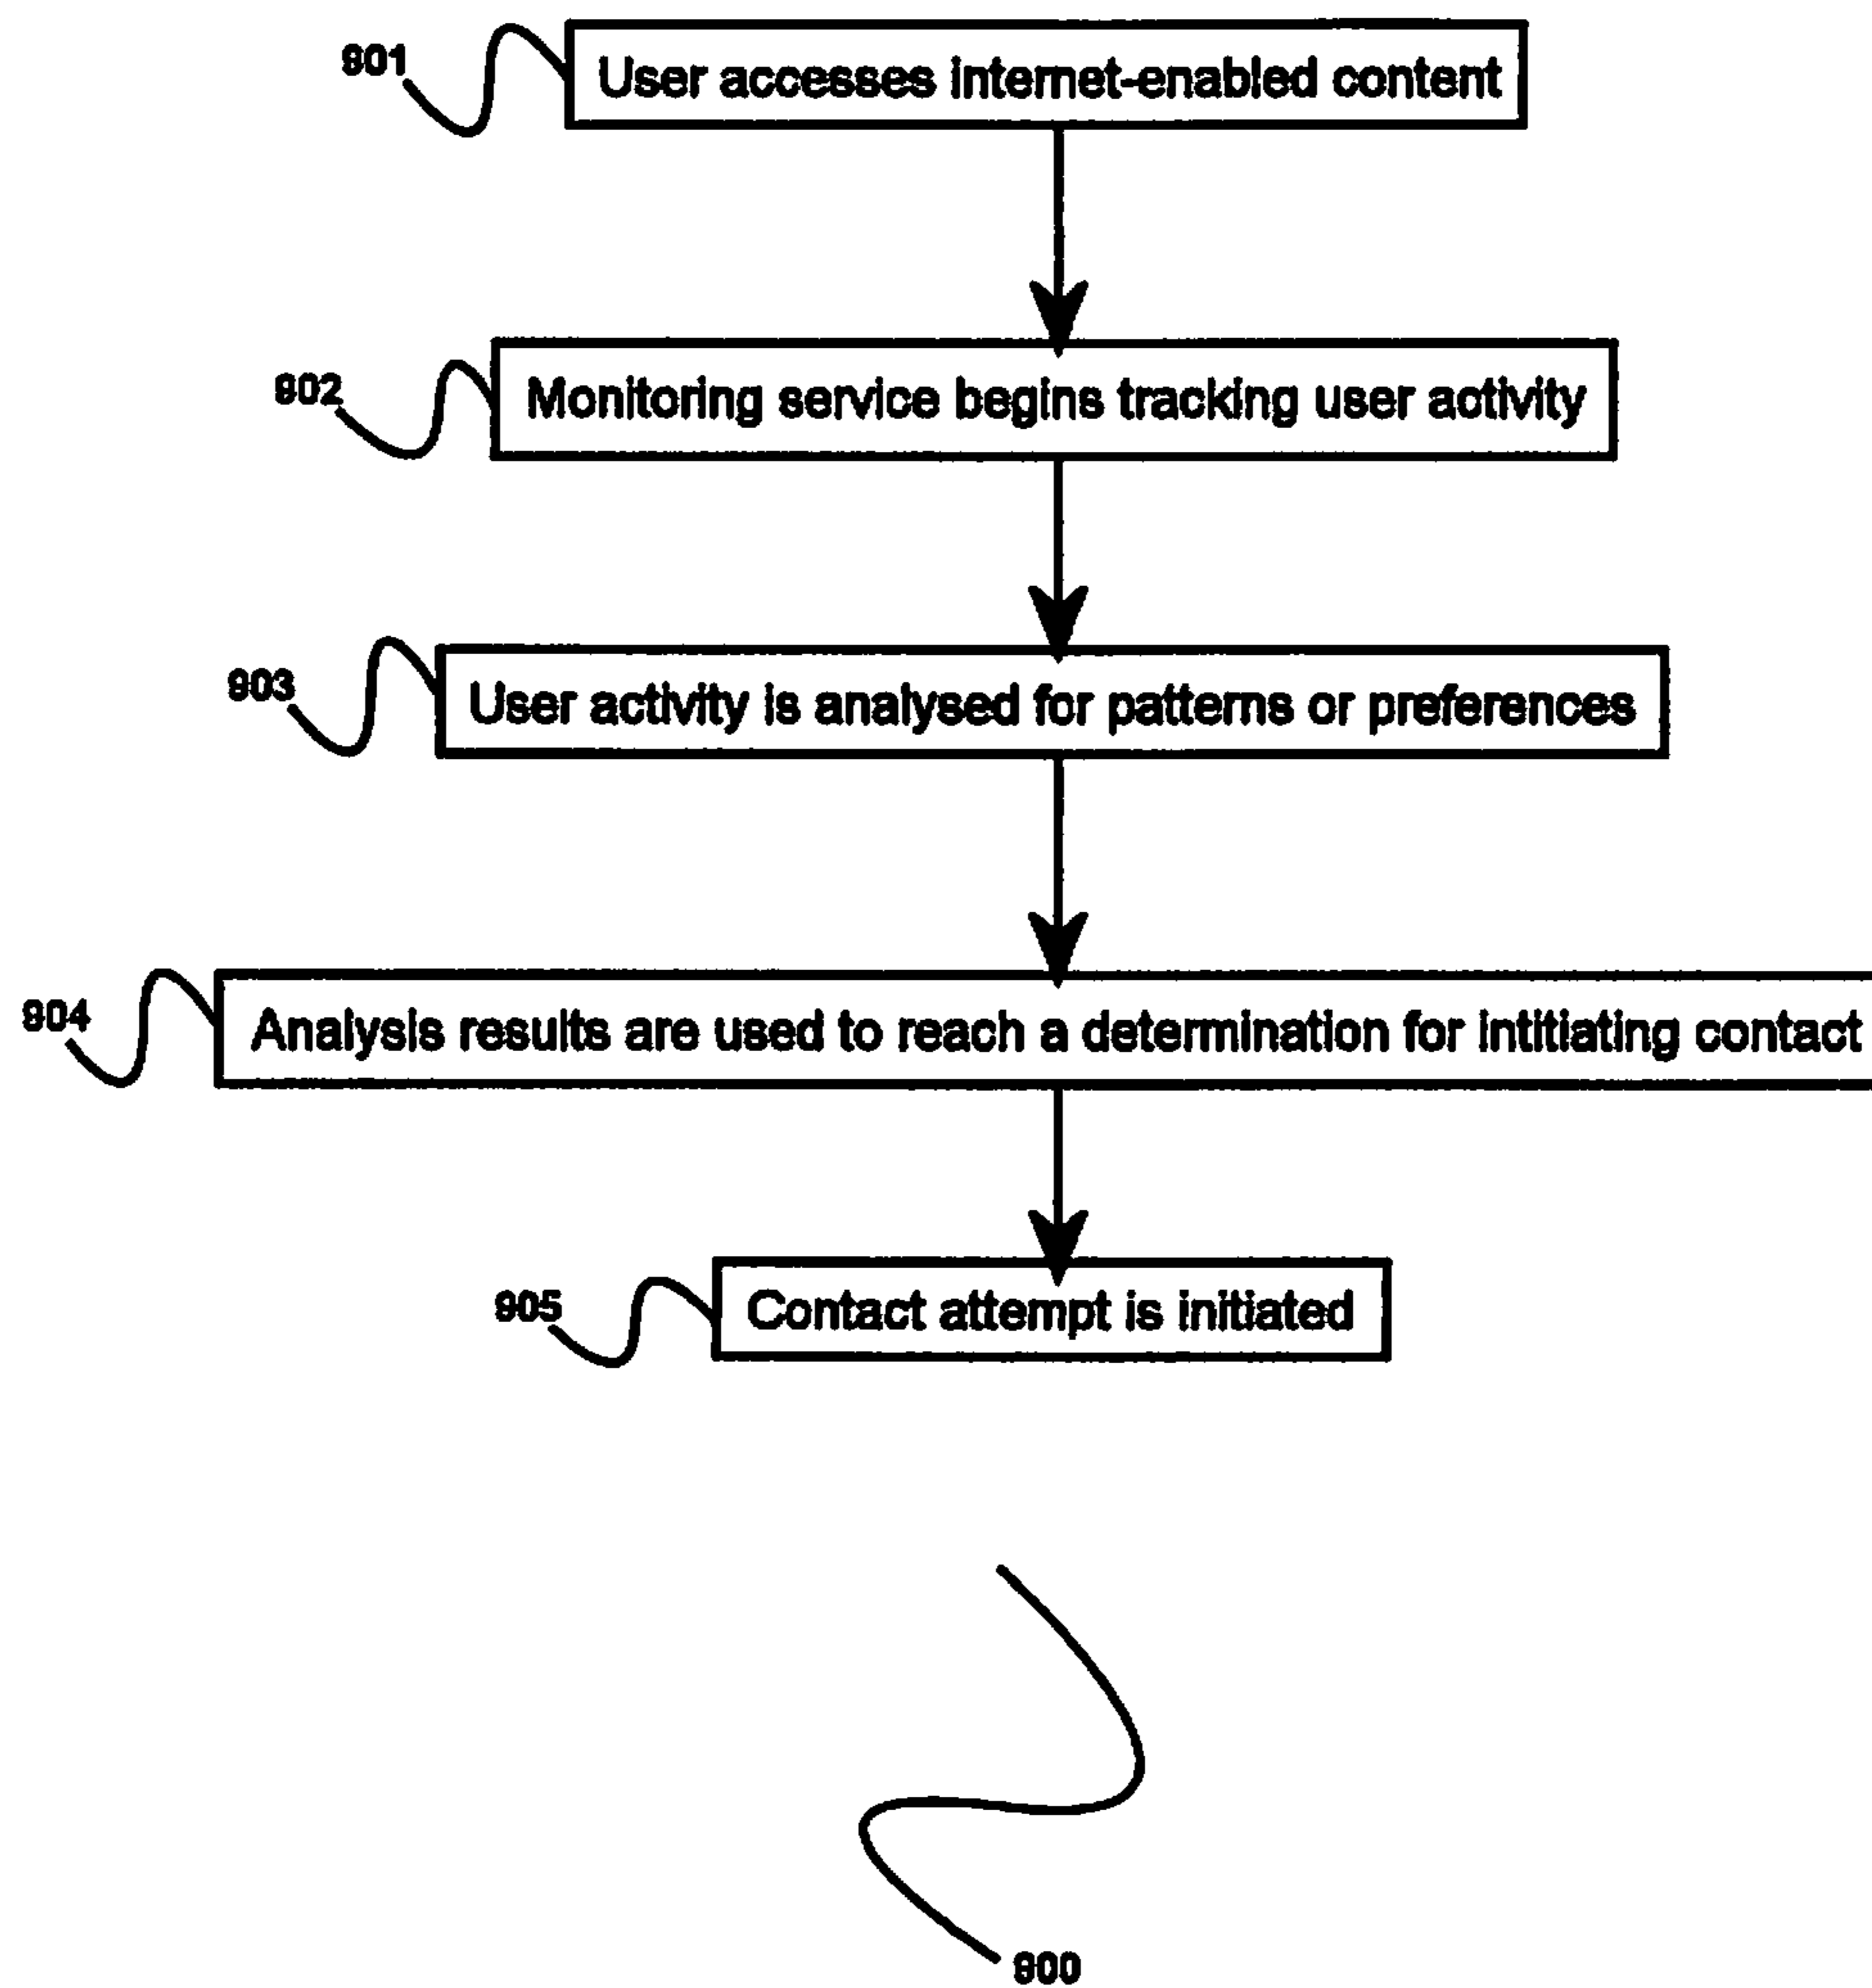 901
User accesses internet-enabled content
902
Monitoring service begins tracking user activity
903
User activity is analysed for patterns or preferences
904
Analysis results are used to reach a determination for intitiating contact
905
Contact attempt is initiated
900